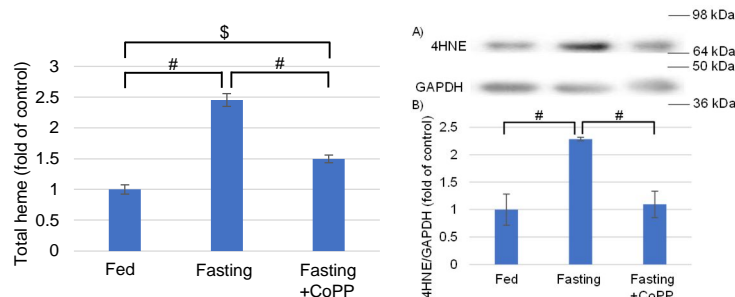 $
#
#
Total heme (fold of control)
3
2.5
2
1.5
1
0.5
0
Fed
Fasting
Fasting
+CoPP
A)
4HNE
GAPDH
98 kDa
64 kDa
50 kDa
36 kDa
B)
#
#
4HNE/GAPDH (fold of control)
2.5
2
1.5
1
0.5
0
Fed
Fasting
Fasting
+CoPP